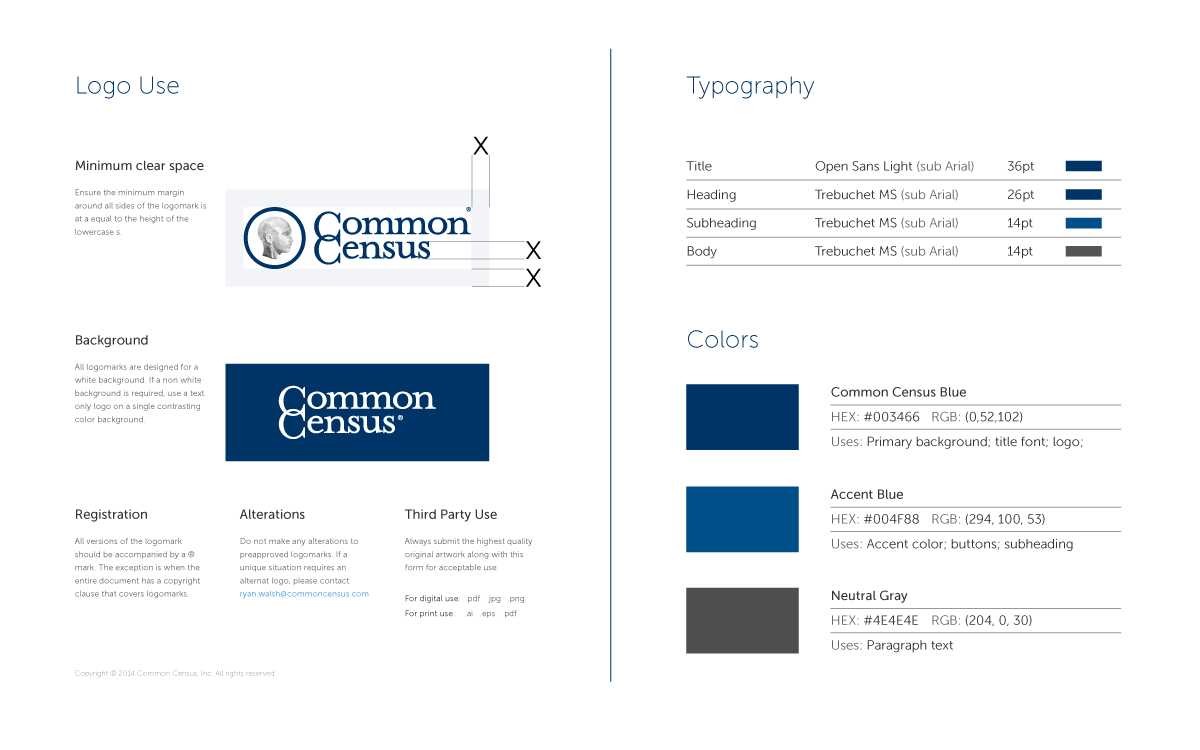 Logo Use
Minimum clear space
Ensure the minimum margin
around all sides of the logomark is
at a equal to the height of the
lowercase s.
X
Common
Census
®
X
X
Background
All logomarks are designed for a
white background. If a non white
background is required, use a text
only logo on a single contrasting
color background.
Common
Census®
Registration
All versions of the logomark
should be accompanied by a ®
mark. The exception is when the
entire document has a copyright
clause that covers logomarks.
Alterations
Do not make any alterations to
preapproved logomarks. If a
unique situation requires an
alternat logo, please contact
ryan.walsh@commoncensus.com
Third Party Use
Always submit the highest quality
original artwork along with this
form for acceptable use.
For digital use: .pdf .jpg .png
For print use: .ai .eps .pdf
Copyright © 2014 Common Census, Inc. All rights reserved.
Typography
Title Open Sans Light (sub Arial) 36pt
Heading Trebuchet MS (sub Arial) 26pt
Subheading Trebuchet MS (sub Arial) 14pt
Body Trebuchet MS (sub Arial) 14pt
Colors
Common Census Blue
HEX: #003466 RGB: (0,52,102)
Uses: Primary background; title font; logo;
Accent Blue
HEX: #004F88 RGB: (294, 100, 53)
Uses: Accent color; buttons; subheading
Neutral Gray
HEX: #4E4E4E RGB: (204, 0, 30)
Uses: Paragraph text